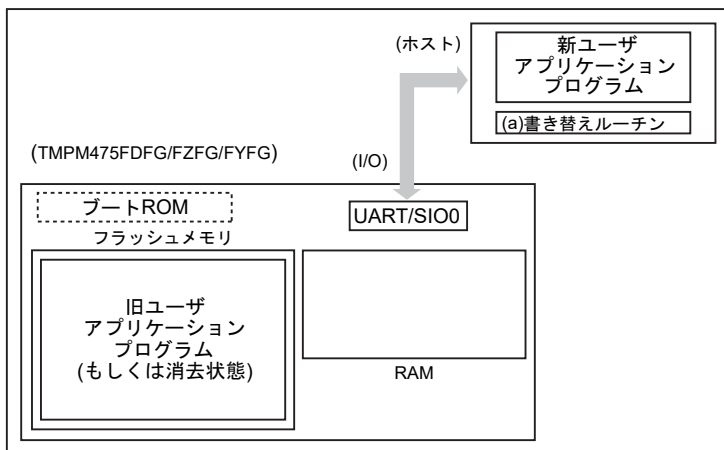 (ホスト)
新ユーザ
アプリケーション
プログラム
(a)書き替えルーチン
(TMPM475FDFG/FZFG/FYFG)
(I/O)
ブートROM
UART/SIO0
フラッシュメモリ
旧ユーザ
アプリケーション
プログラム
(もしくは消去状態)
RAM